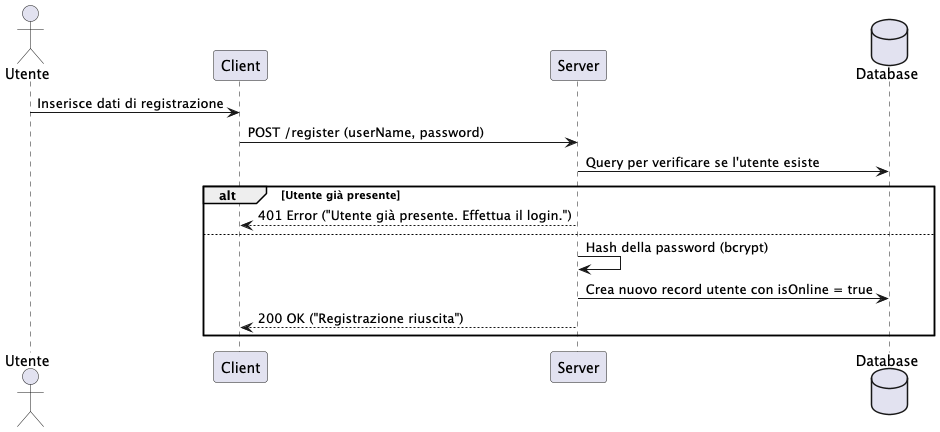 Utente
Client
Server
Database
Inserisce dati di registrazione
POST /register (userName, password)
Query per verificare se l'utente esiste
alt [Utente già presente]
401 Error ("Utente già presente. Effettua il login.")
Hash della password (bcrypt)
Crea nuovo record utente con isOnline = true
200 OK ("Registrazione riuscita")
Utente
Client
Server
Database